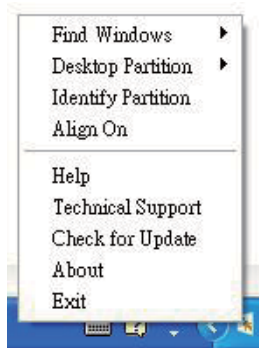 Find Windows
Desktop Partition
Identify Partition
Align On
Help
Technical Support
Check for Update
About
Exit